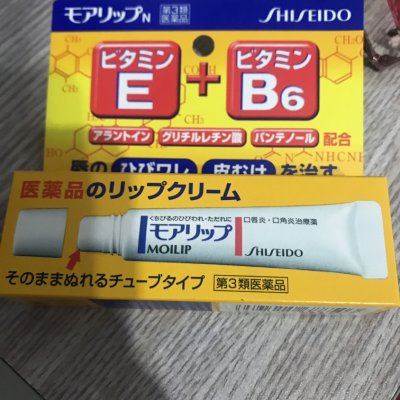 モアリップN 第3類医薬品 SHISEIDO
ビタミン E + ビタミン B6
アラントイン グリチルレチン酸 パンテノール 配合
唇の ひびワレ 皮むけ を治す
医薬品のリップクリーム
くちびるのひびわれ・ただれに 口唇炎・口角炎治療薬
モアリップ
MOILIP SHISEIDO
そのままぬれるチューブタイプ 第3類医薬品